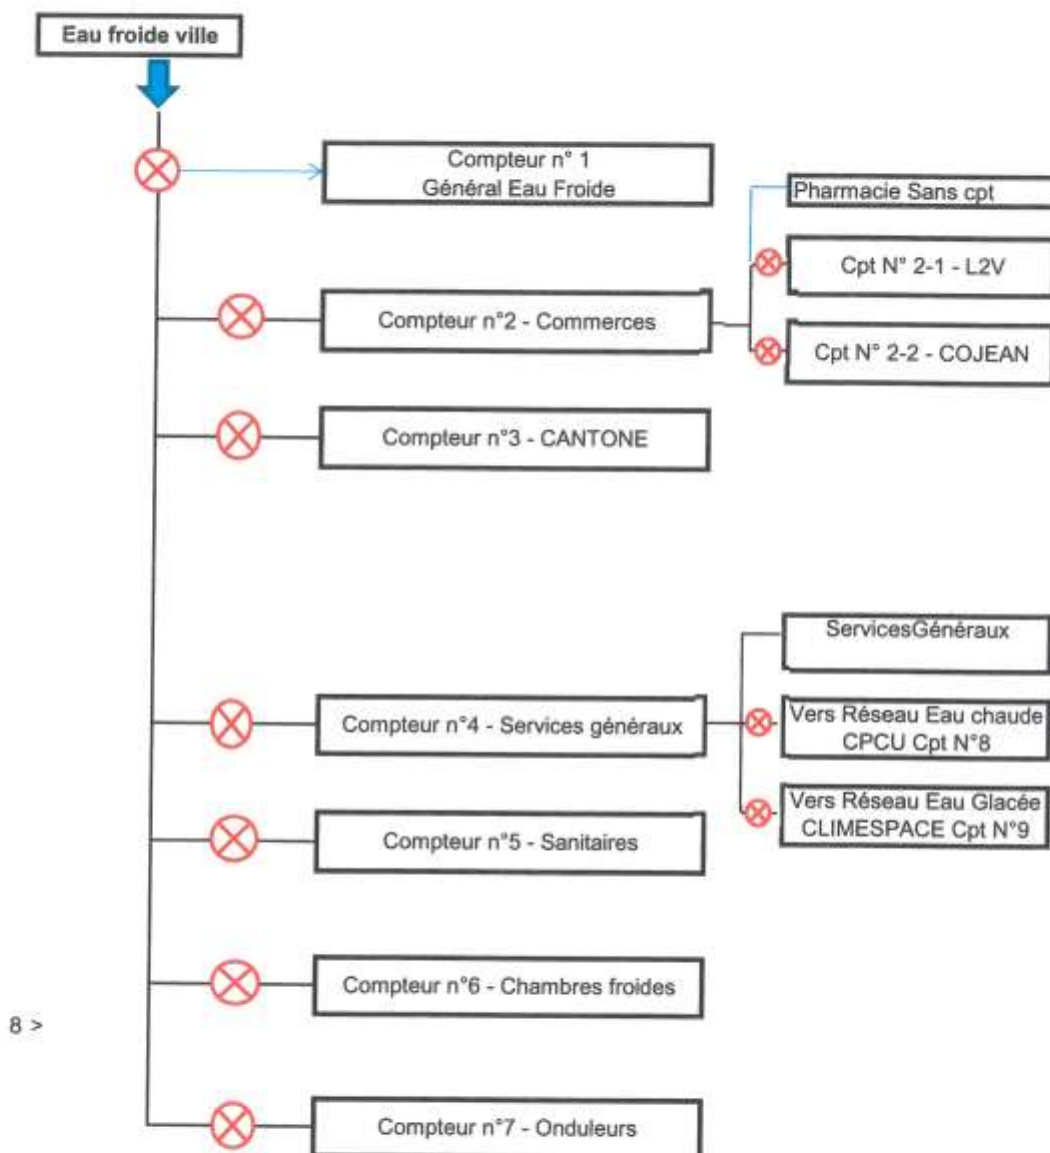 Eau froide ville
Compteur n° 1
Général Eau Froide
Pharmacie Sans cpt
Cpt N° 2-1 - L2V
Compteur n°2 - Commerces
Cpt N° 2-2 - COJEAN
Compteur n°3 - CANTONE
ServicesGénéraux
Compteur n°4 - Services généraux
Vers Réseau Eau chaude
CPCU Cpt N°8
Vers Réseau Eau Glacée
CLIMESPACE Cpt N°9
Compteur n°5 - Sanitaires
Compteur n°6 - Chambres froides
8 >
Compteur n°7 - Onduleurs